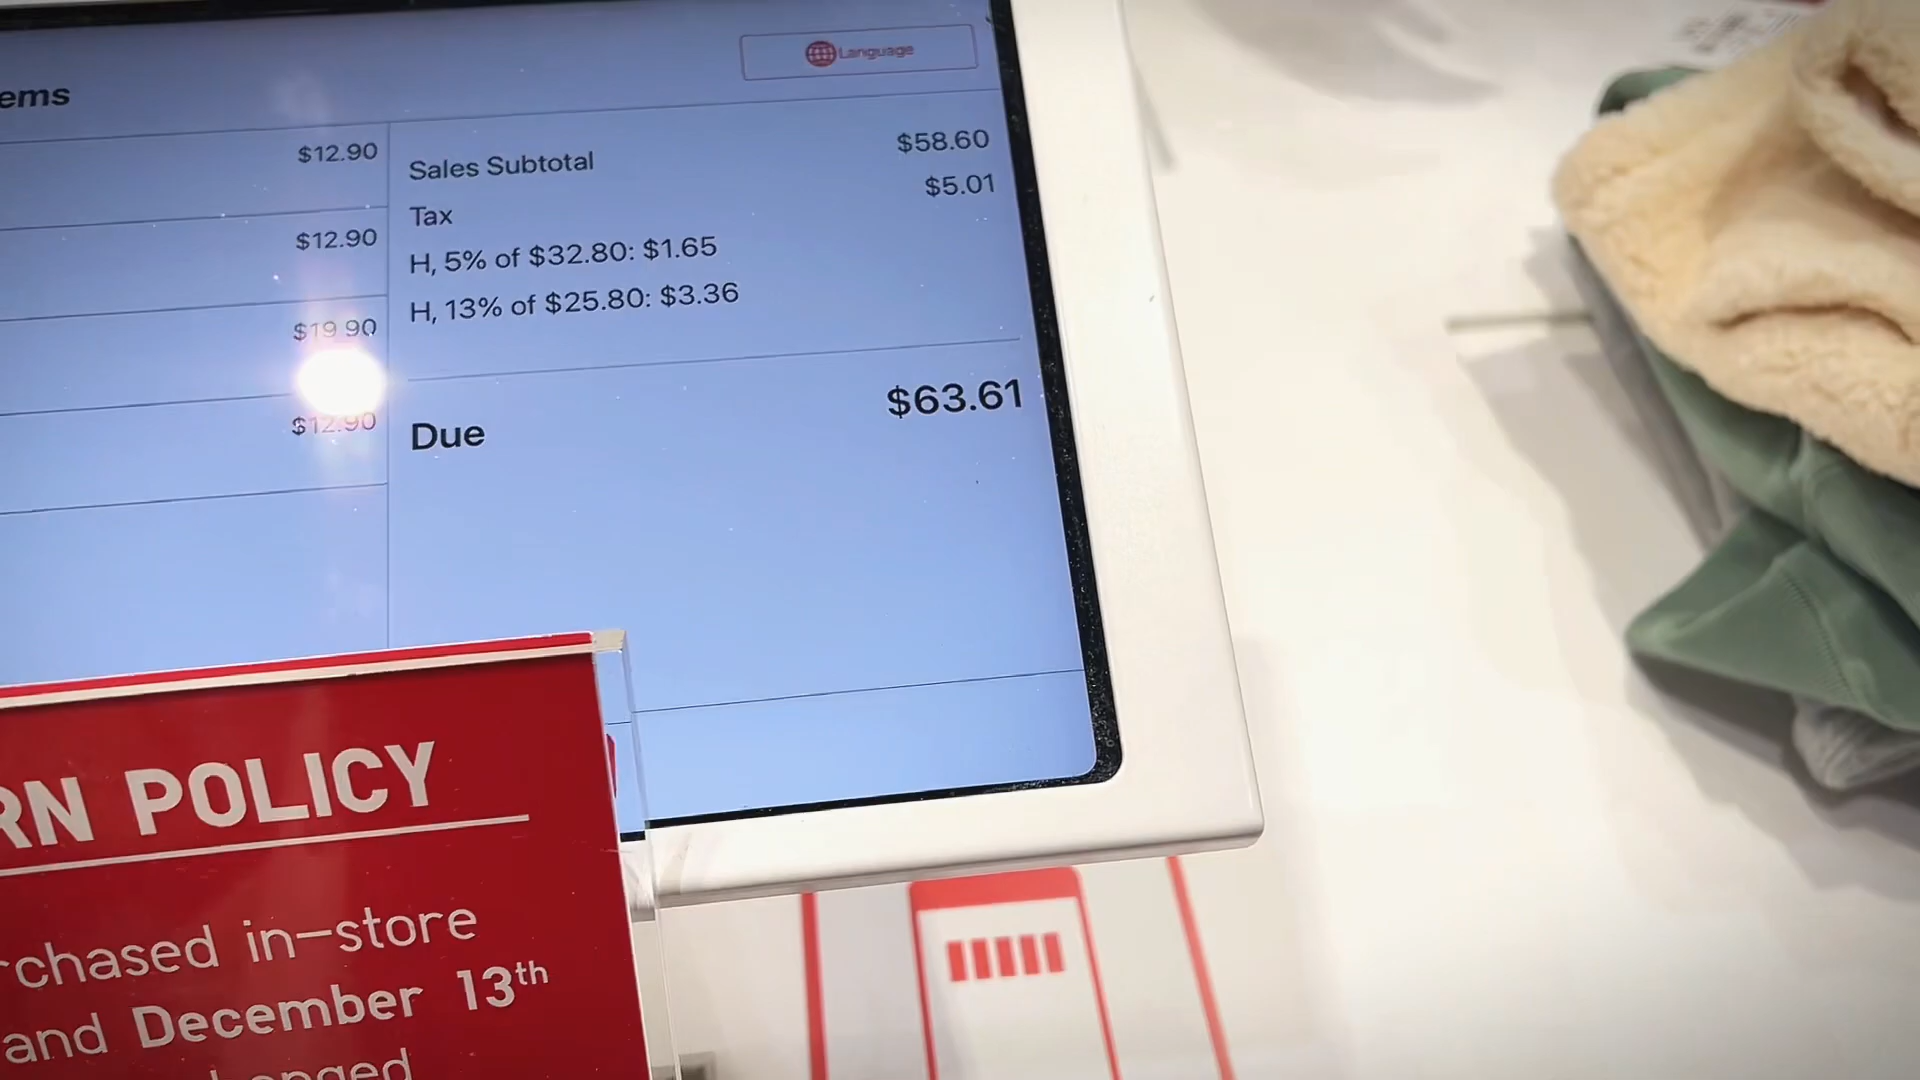 ems
Language
$12.90
$12.90
$19.90
$12.90
Sales Subtotal $58.60
Tax $5.01
H, 5% of $32.80: $1.65
H, 13% of $25.80: $3.36
Due $63.61
RN POLICY
rchased in-store
and December 13th
anged